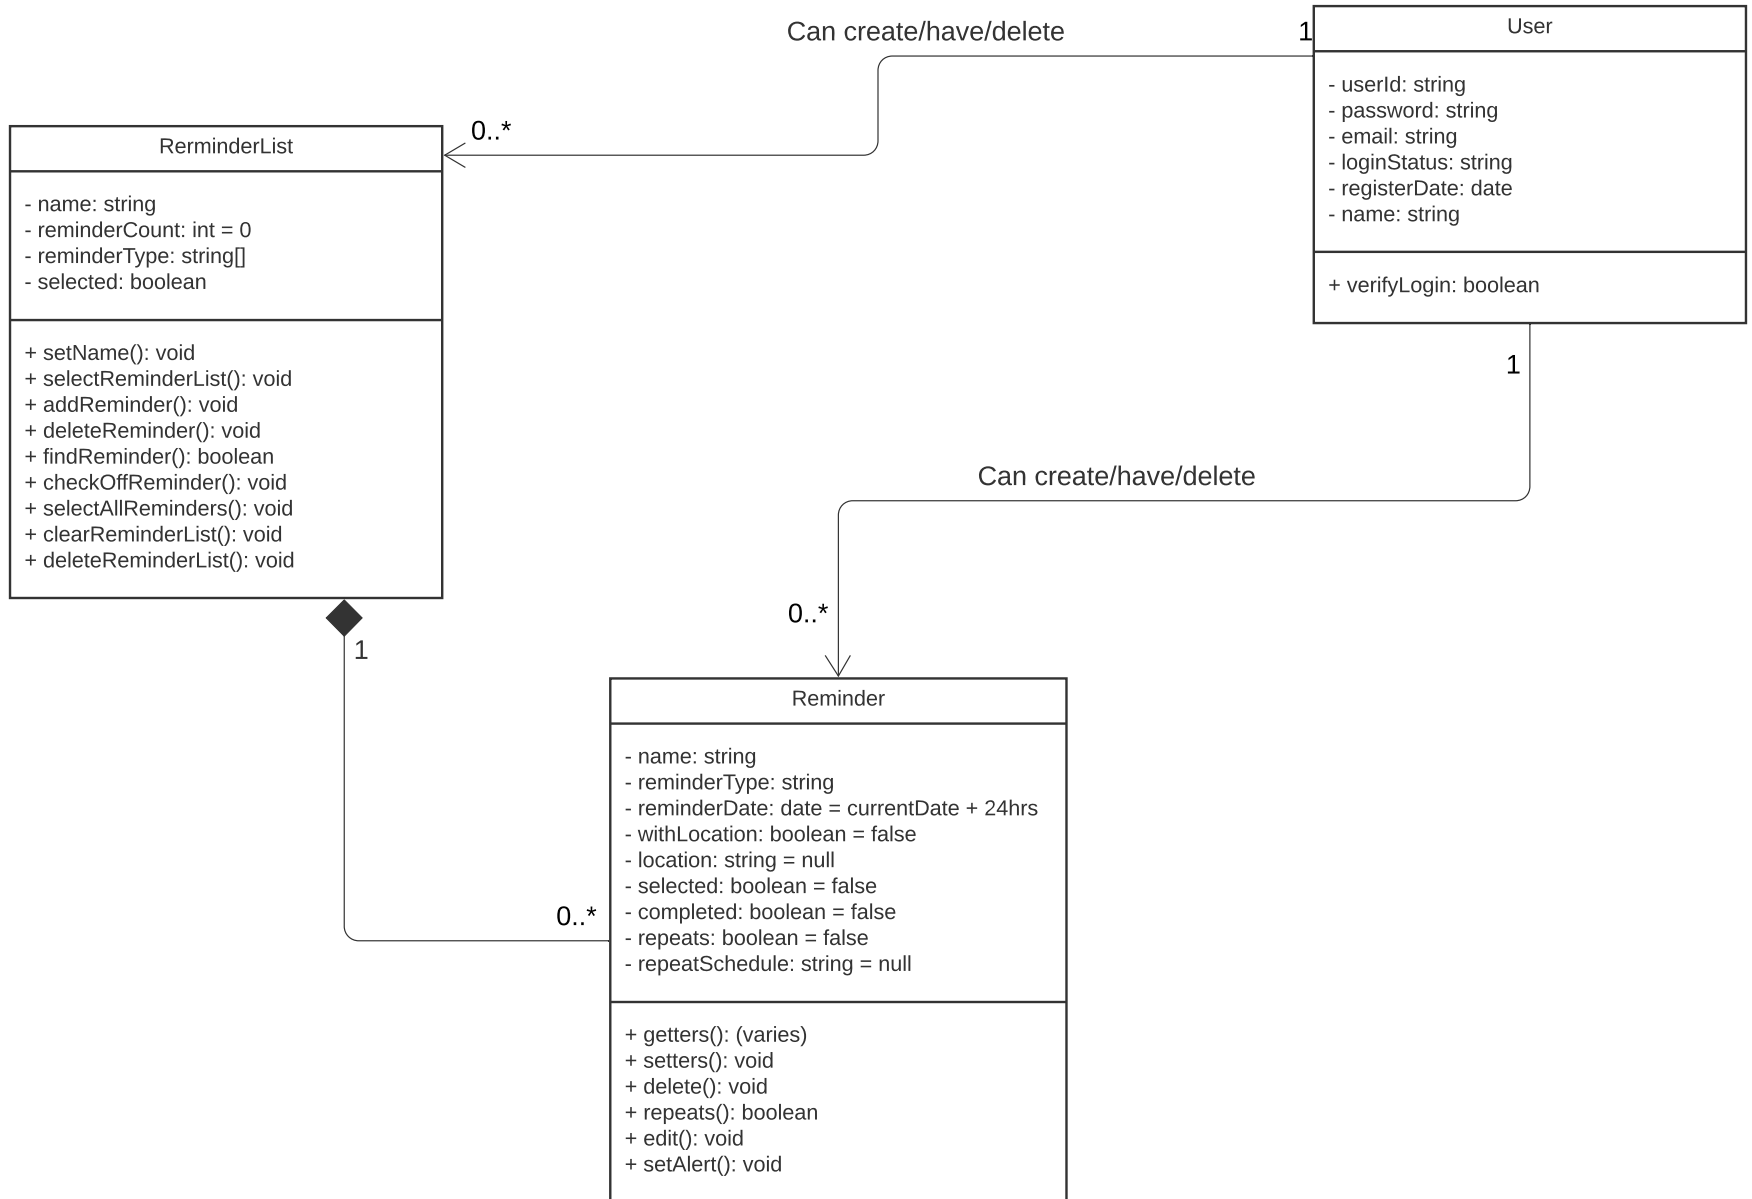 Can create/have/delete
1
User
- userId: string
- password: string
- email: string
- loginStatus: string
- registerDate: date
- name: string
+ verifyLogin: boolean
0..*
RerminderList
- name: string
- reminderCount: int = 0
- reminderType: string[]
- selected: boolean
+ setName(): void
+ selectReminderList(): void
+ addReminder(): void
+ deleteReminder(): void
+ findReminder(): boolean
+ checkOffReminder(): void
+ selectAllReminders(): void
+ clearReminderList(): void
+ deleteReminderList(): void
1
Can create/have/delete
0..*
1
0..*
Reminder
- name: string
- reminderType: string
- reminderDate: date = currentDate + 24hrs
- withLocation: boolean = false
- location: string = null
- selected: boolean = false
- completed: boolean = false
- repeats: boolean = false
- repeatSchedule: string = null
+ getters(): (varies)
+ setters(): void
+ delete(): void
+ repeats(): boolean
+ edit(): void
+ setAlert(): void